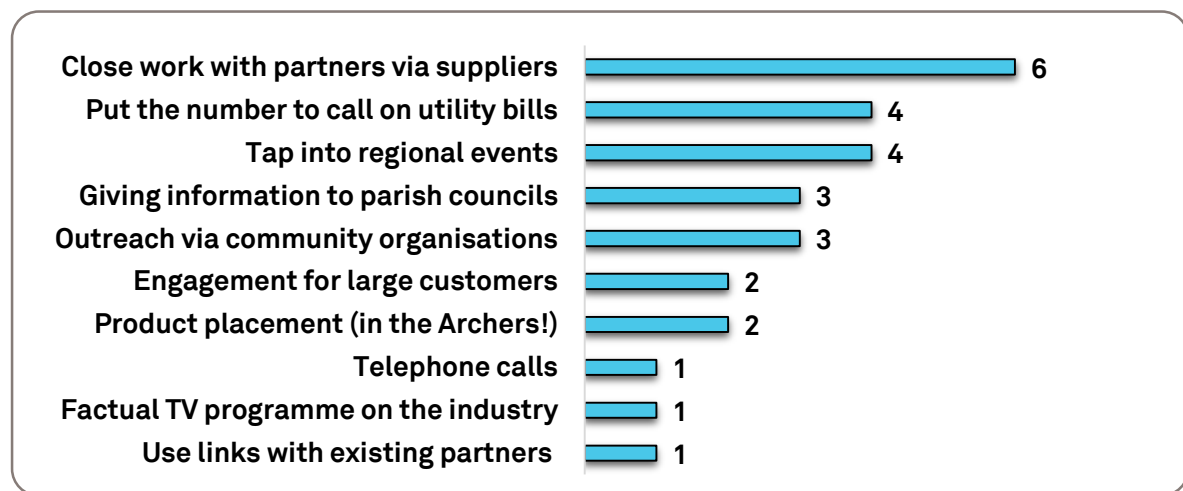 Close work with partners via suppliers 6
Put the number to call on utility bills 4
Tap into regional events 4
Giving information to parish councils 3
Outreach via community organisations 3
Engagement for large customers 2
Product placement (in the Archers!) 2
Telephone calls 1
Factual TV programme on the industry 1
Use links with existing partners 1